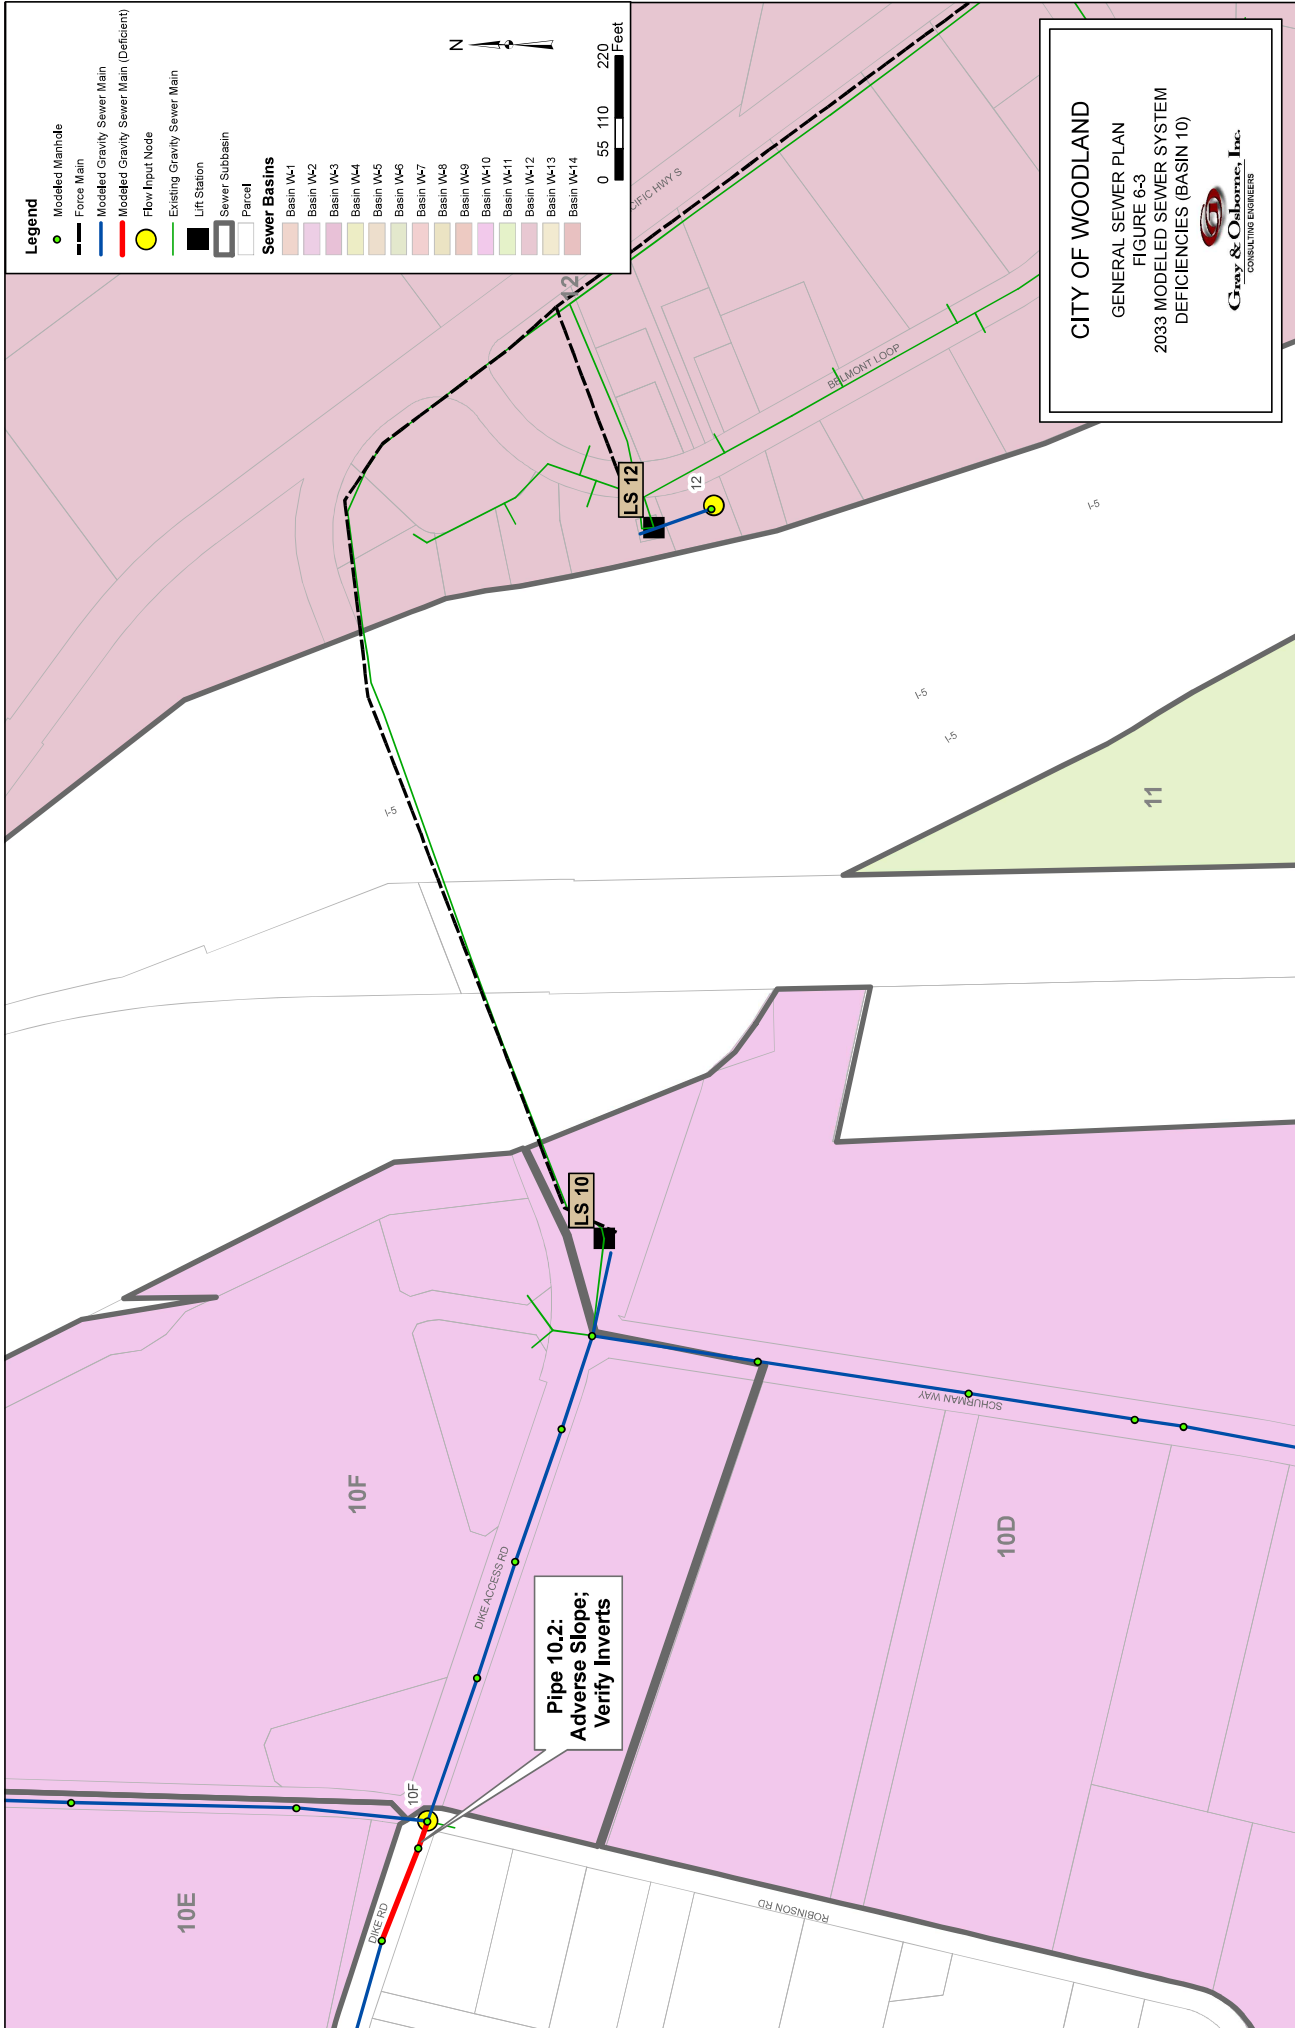 Legend
Modeled Manhole
Force Main
Modeled Gravity Sewer Main
Modeled Gravity Sewer Main (Deficient)
Flow Input Node
Existing Gravity Sewer Main
Lift Station
Sewer Subbasin
Parcel
Sewer Basins
Basin W-1
Basin W-2
Basin W-3
Basin W-4
Basin W-5
Basin W-6
Basin W-7
Basin W-8
Basin W-9
Basin W-10
Basin W-11
Basin W-12
Basin W-13
Basin W-14
N
0 55 110 220
Feet
CIFIC HWY S
12
BELMONT LOOP
LS 12
12
I-5
I-5
I-5
I-5
11
LS 10
10F
SCHURMAN WAY
10D
DIKE ACCESS RD
Pipe 10.2:
Adverse Slope;
Verify Inverts
10F
10E
DIKE RD
ROBINSON RD
CITY OF WOODLAND
GENERAL SEWER PLAN
FIGURE 6-3
2033 MODELED SEWER SYSTEM
DEFICIENCIES (BASIN 10)
Gray & Osborne, Inc.
CONSULTING ENGINEERS